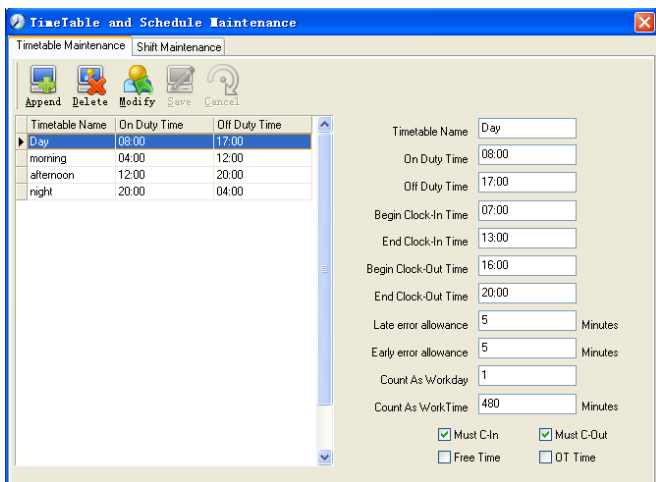 TimeTable and Schedule Maintenance
Timetable Maintenance Shift Maintenance
Append Delete Modify Save Cancel
Timetable Name On Duty Time Off Duty Time
Day 08:00 17:00
morning 04:00 12:00
afternoon 12:00 20:00
night 20:00 04:00
Timetable Name Day
On Duty Time 08:00
Off Duty Time 17:00
Begin Clock-In Time 07:00
End Clock-In Time 13:00
Begin Clock-Out Time 16:00
End Clock-Out Time 20:00
Late error allowance 5 Minutes
Early error allowance 5 Minutes
Count As Workday 1
Count As WorkTime 480 Minutes
Must C-In Must C-Out
Free Time OT Time